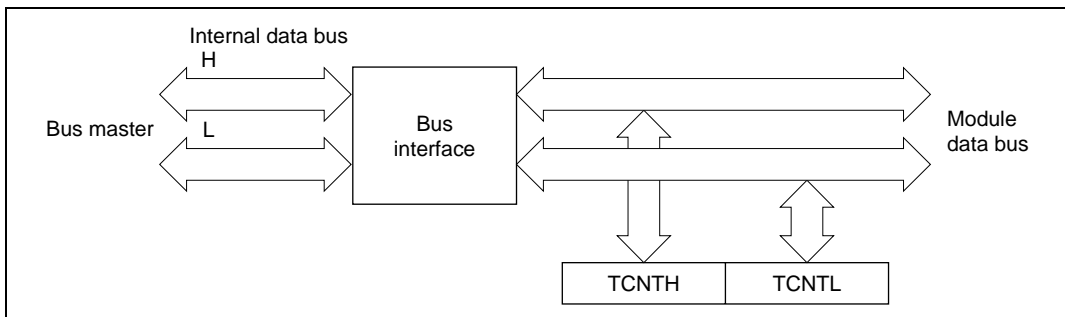 Internal data bus
H
Bus master
L
Bus
interface
Module
data bus
TCNTH
TCNTL